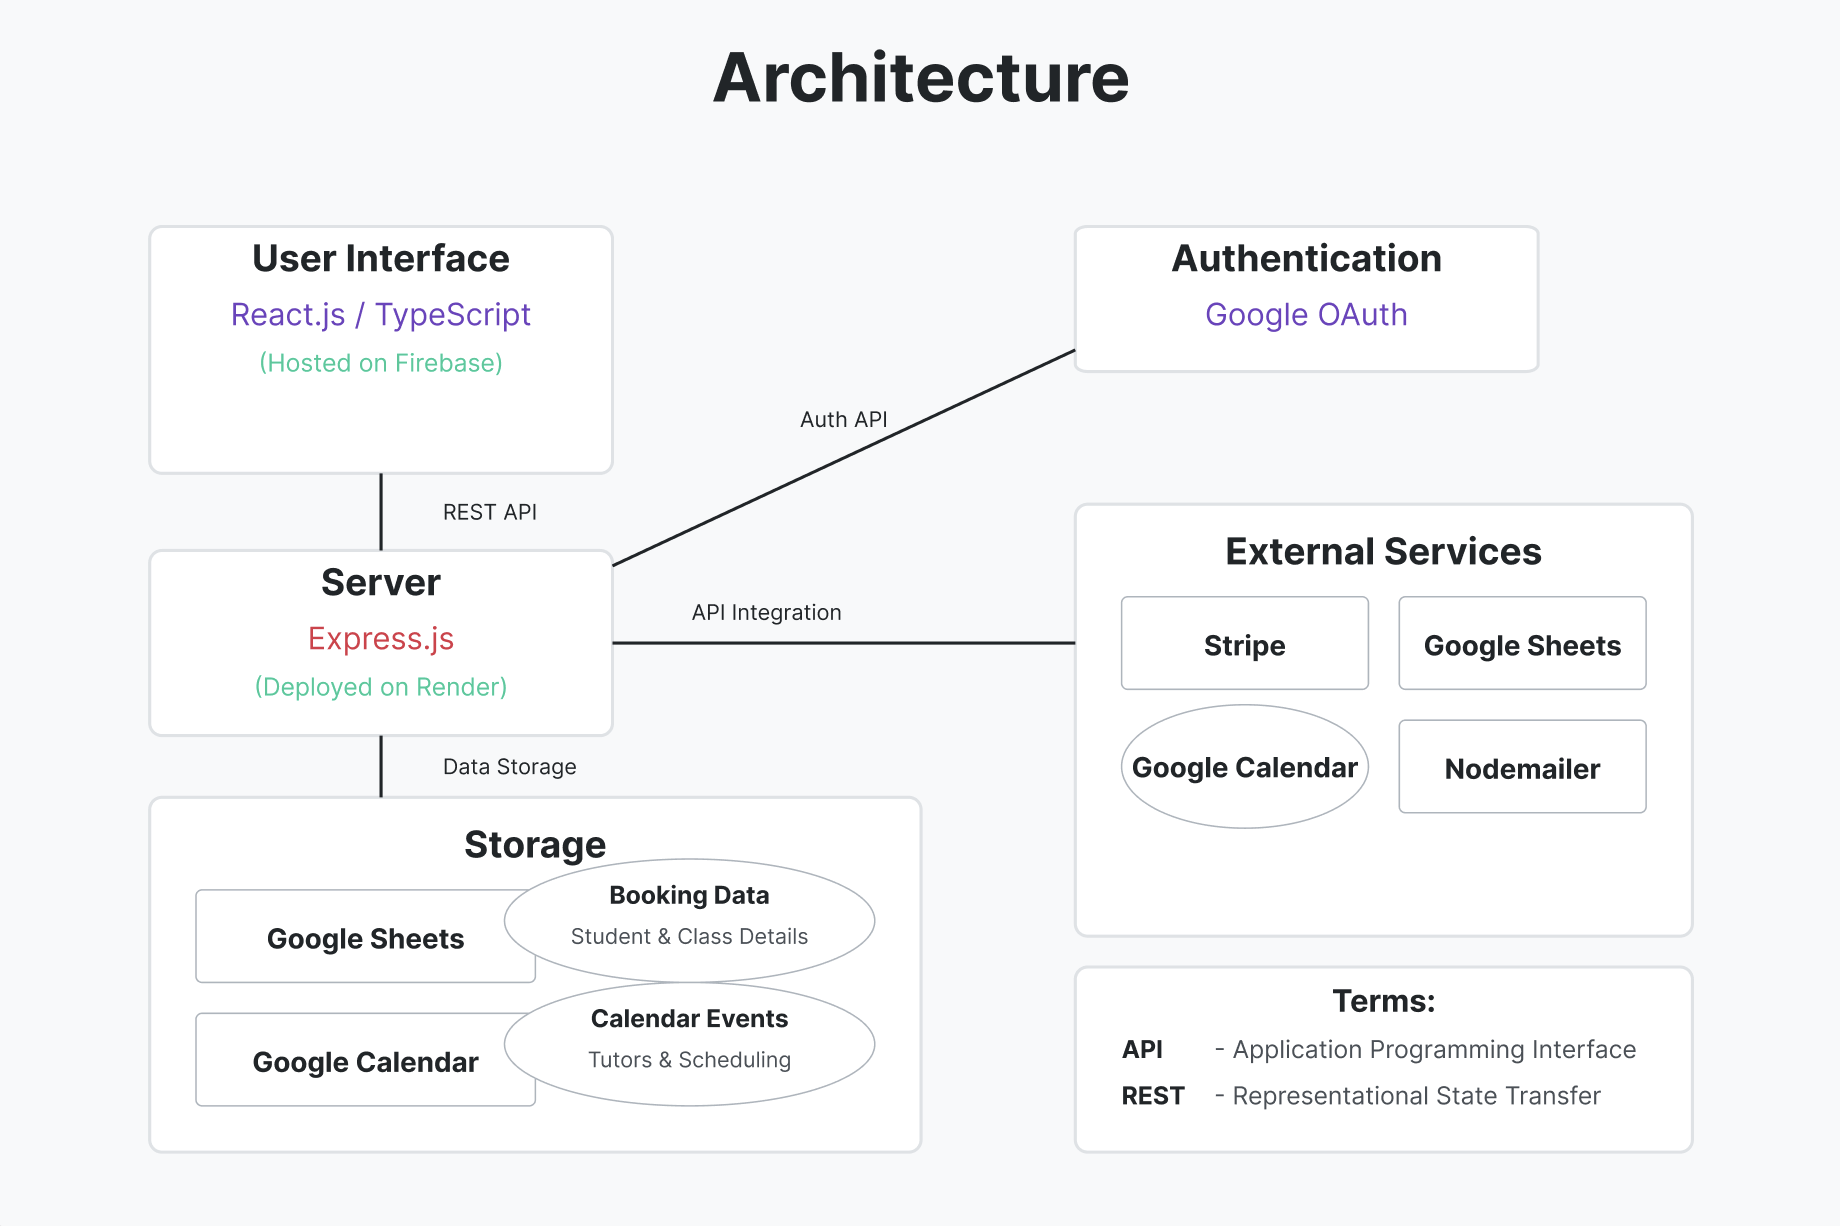 Architecture
User Interface
React.js / TypeScript
(Hosted on Firebase)
Authentication
Google OAuth
Auth API
REST API
Server
Express.js
(Deployed on Render)
API Integration
External Services
Stripe
Google Sheets
Google Calendar
Nodemailer
Data Storage
Storage
Google Sheets
Booking Data
Student & Class Details
Google Calendar
Calendar Events
Tutors & Scheduling
Terms:
API - Application Programming Interface
REST - Representational State Transfer